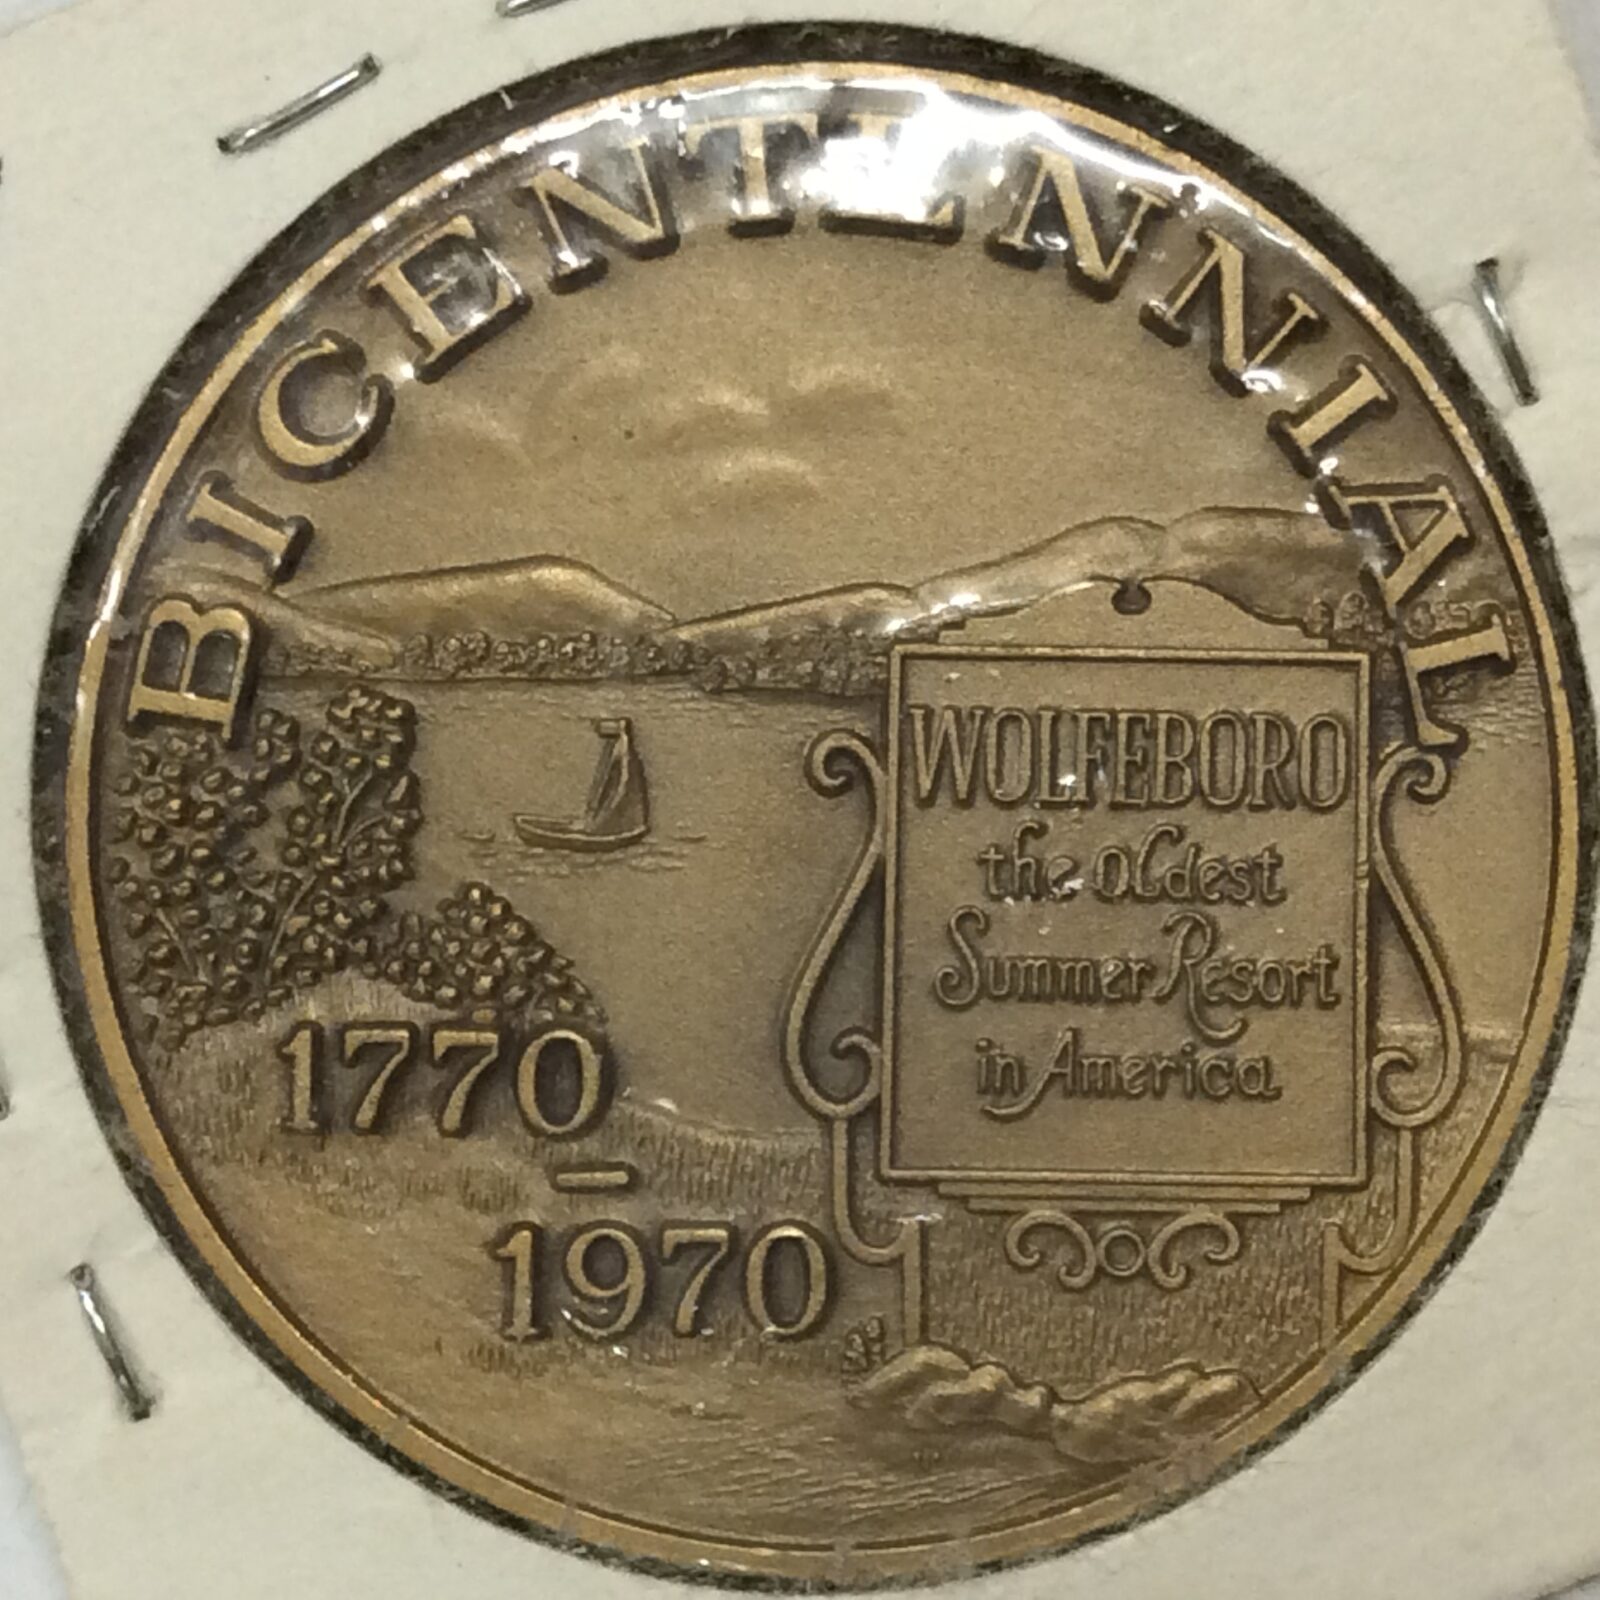 BICENTENNIAL
WOLFEBORO
the oldest
Summer Resort
in America
1770
–
1970